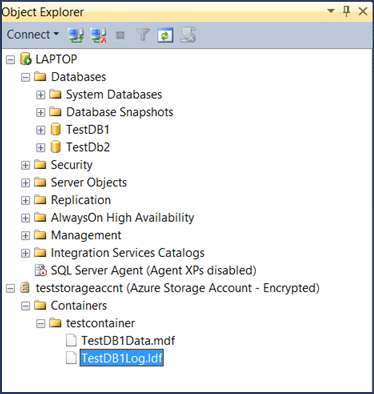 Object Explorer
Connect
LAPTOP
Databases
System Databases
Database Snapshots
TestDB1
TestDb2
Security
Server Objects
Replication
AlwaysOn High Availability
Management
Integration Services Catalogs
SQL Server Agent (Agent XPs disabled)
teststorageaccnt (Azure Storage Account - Encrypted)
Containers
testcontainer
TestDB1Data.mdf
TestDB1Log.ldf